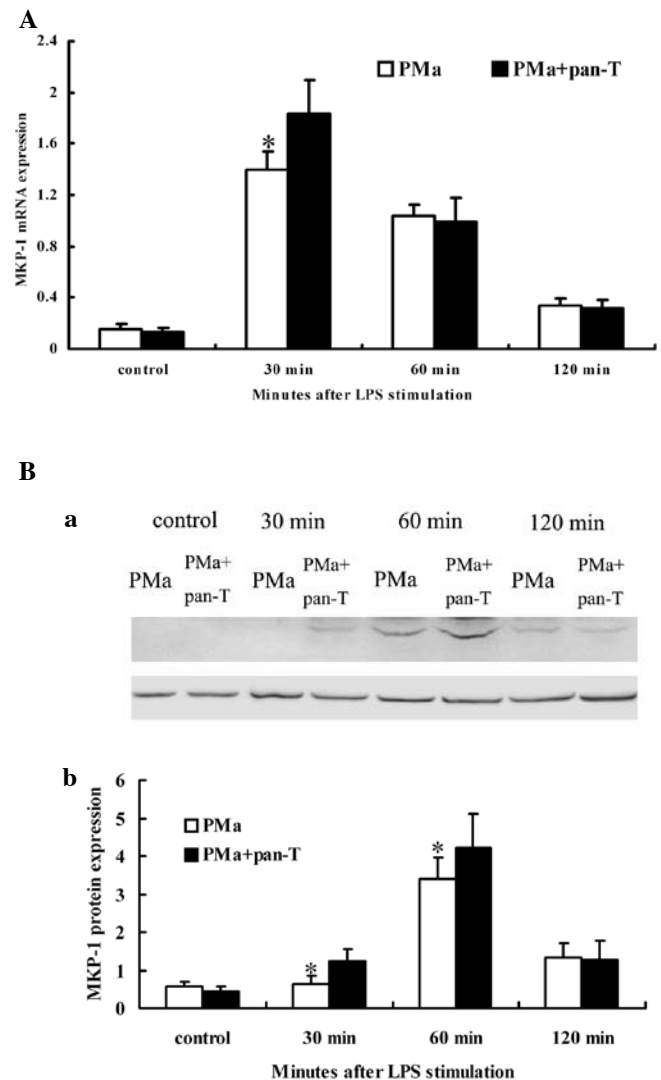 A
2.4
PMa
PMa+pan-T
2
1.6
1.2
0.8
0.4
0
*
MKP-1 mRNA expression
control 30 min 60 min 120 min
Minutes after LPS stimulation
B
a
control 30 min 60 min 120 min
PMa PMa+ pan-T PMa PMa+ pan-T PMa PMa+ pan-T PMa PMa+ pan-T
b
6
5
4
3
2
1
0
PMa
PMa+pan-T
*
*
MKP-1 protein expression
control 30 min 60 min 120 min
Minutes after LPS stimulation